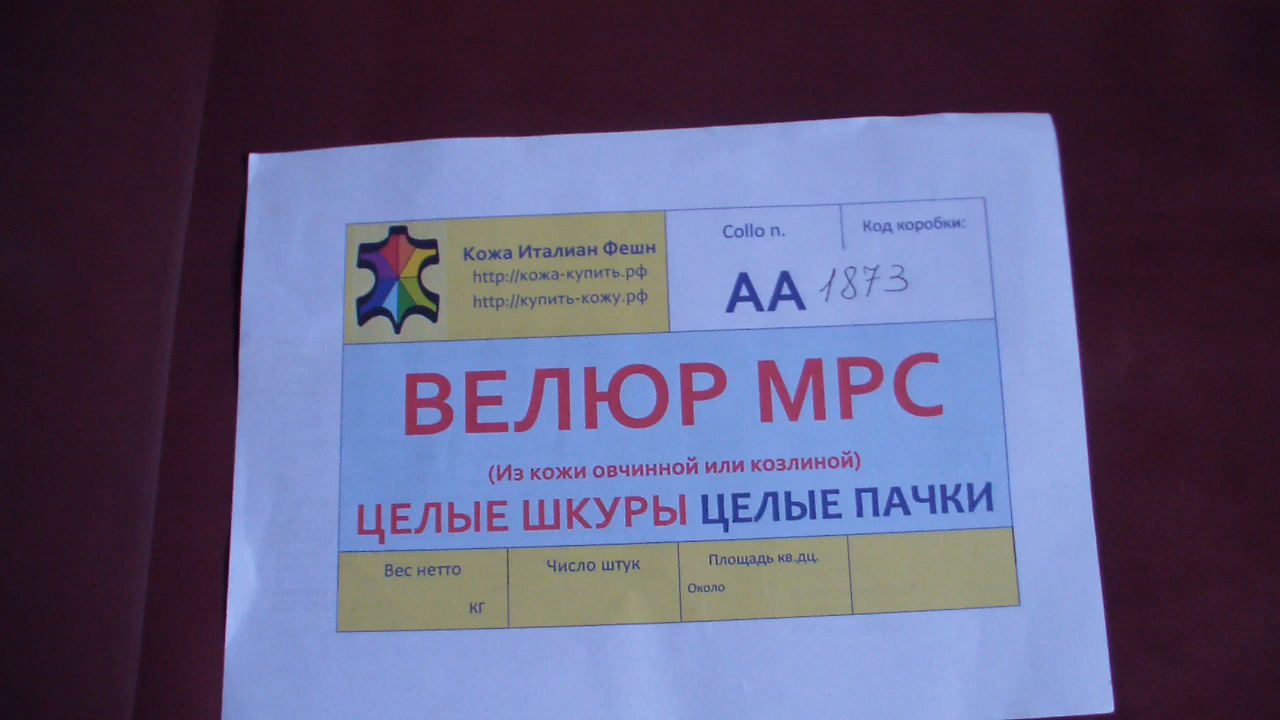 Кожа Италиан Фешн
http://кожа-купить.рф
http://купить-кожу.рф
Collo n.
Код коробки:
АА 1873
ВЕЛЮР МРС
(Из кожи овчинной или козлиной)
ЦЕЛЫЕ ШКУРЫ ЦЕЛЫЕ ПАЧКИ
Вес нетто
кг
Число штук
Площадь кв.дц.
Около